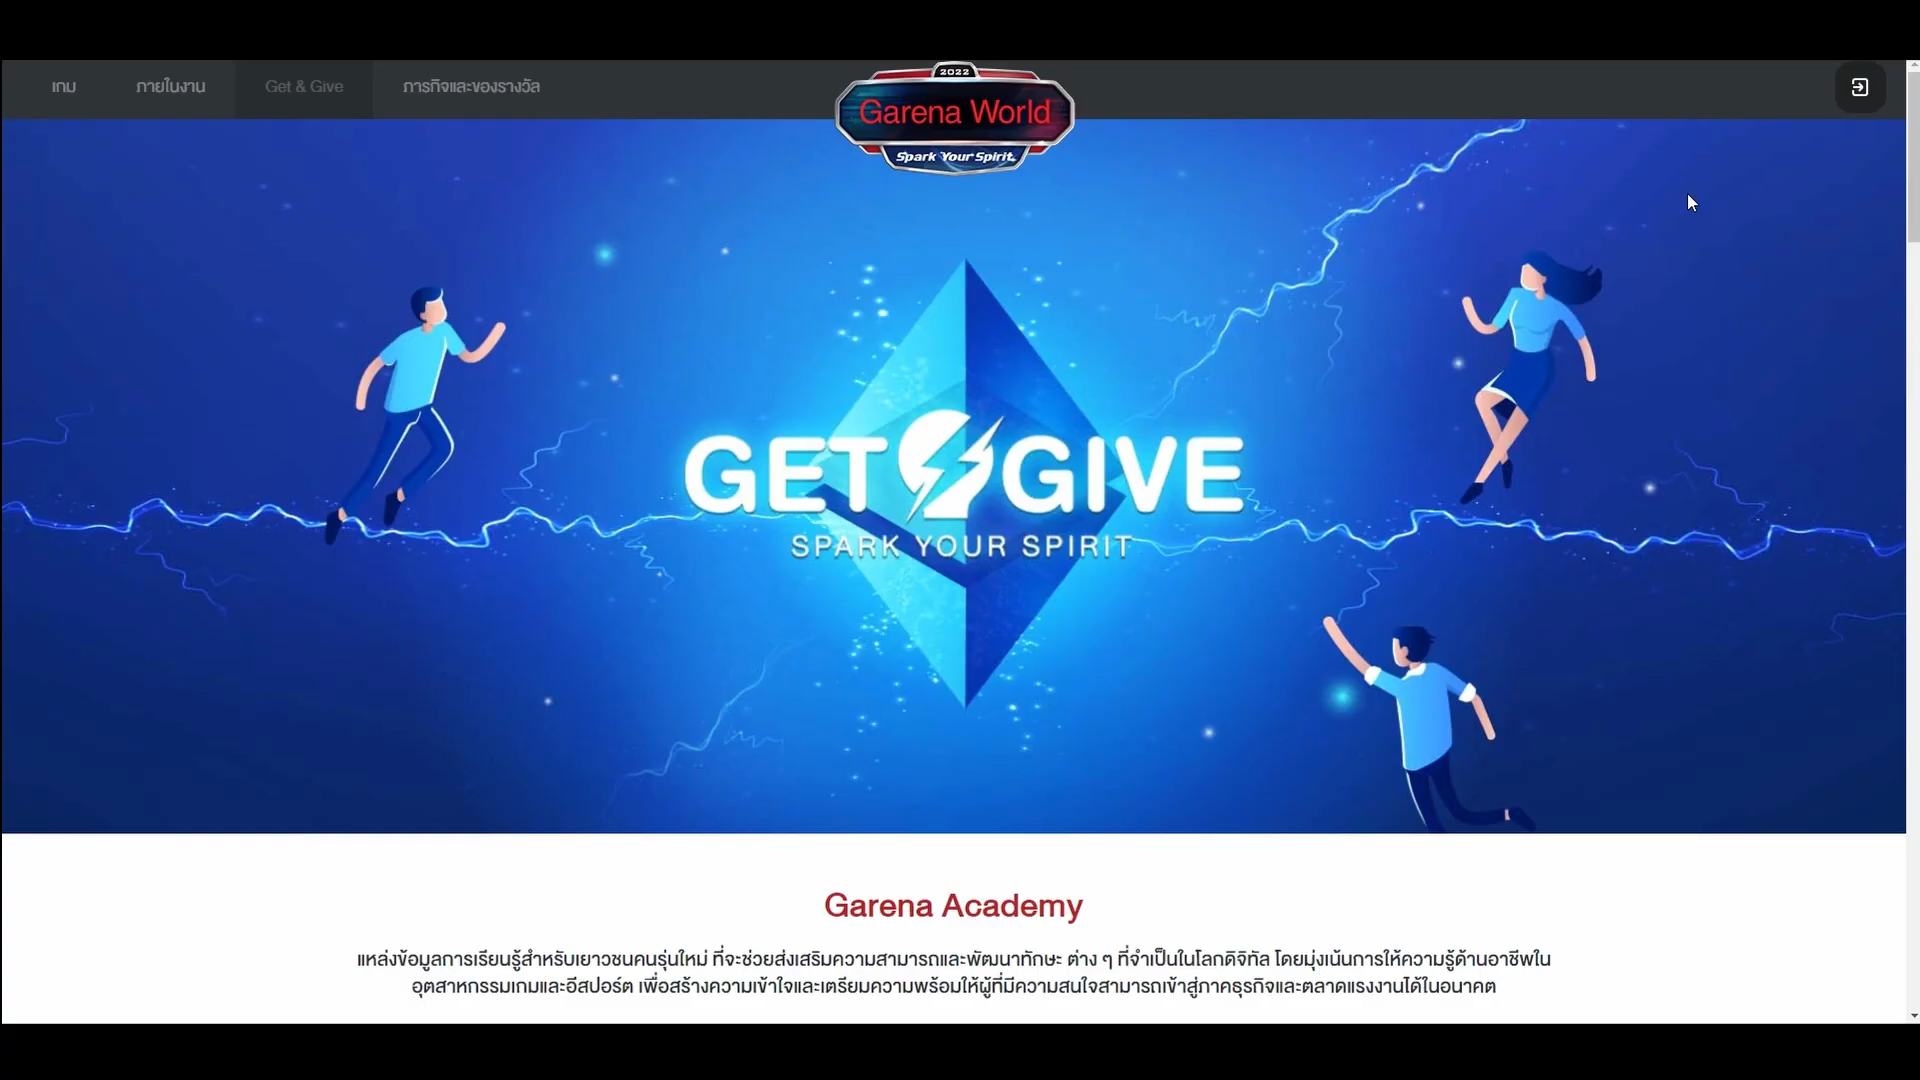 เกม
ภายในงาน
Get & Give
ภารกิจและของรางวัล
2022
Garena World
Spark Your Spirit
GET GIVE
SPARK YOUR SPIRIT
Garena Academy
แหล่งข้อมูลการเรียนรู้สำหรับเยาวชนคนรุ่นใหม่ ที่จะช่วยส่งเสริมความสามารถและพัฒนาทักษะ ต่าง ๆ ที่จำเป็นในโลกดิจิทัล โดยมุ่งเน้นการให้ความรู้ด้านอาชีพใน
อุตสาหกรรมเกมและอีสปอร์ต เพื่อสร้างความเข้าใจและเตรียมความพร้อมให้ผู้ที่มีความสนใจสามารถเข้าสู่ภาคธุรกิจและตลาดแรงงานได้ในอนาคต